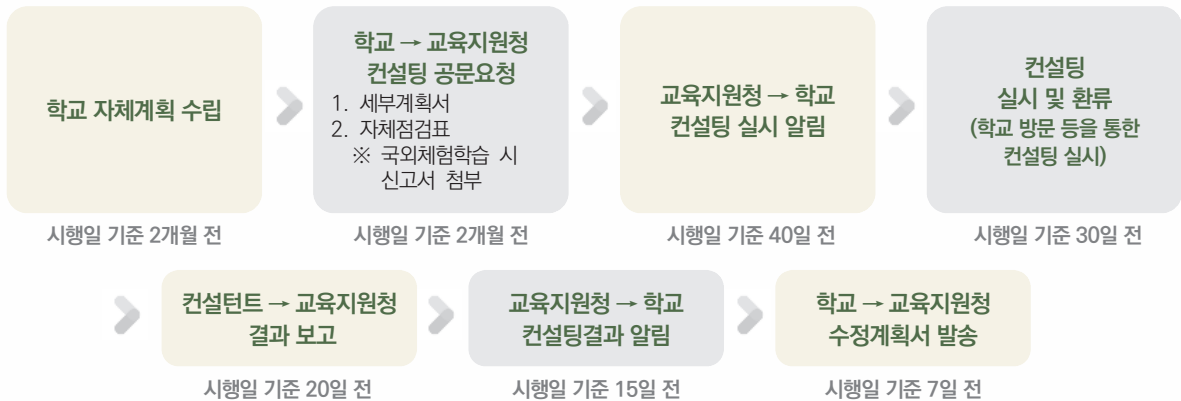 학교 자체계획 수립
시행일 기준 2개월 전
학교 → 교육지원청
컨설팅 공문요청
1. 세부계획서
2. 자체점검표
※ 국외체험학습 시
신고서 첨부
시행일 기준 2개월 전
교육지원청 → 학교
컨설팅 실시 알림
시행일 기준 40일 전
컨설팅
실시 및 환류
(학교 방문 등을 통한
컨설팅 실시)
시행일 기준 30일 전
컨설턴트 → 교육지원청
결과 보고
시행일 기준 20일 전
교육지원청 → 학교
컨설팅결과 알림
시행일 기준 15일 전
학교 → 교육지원청
수정계획서 발송
시행일 기준 7일 전